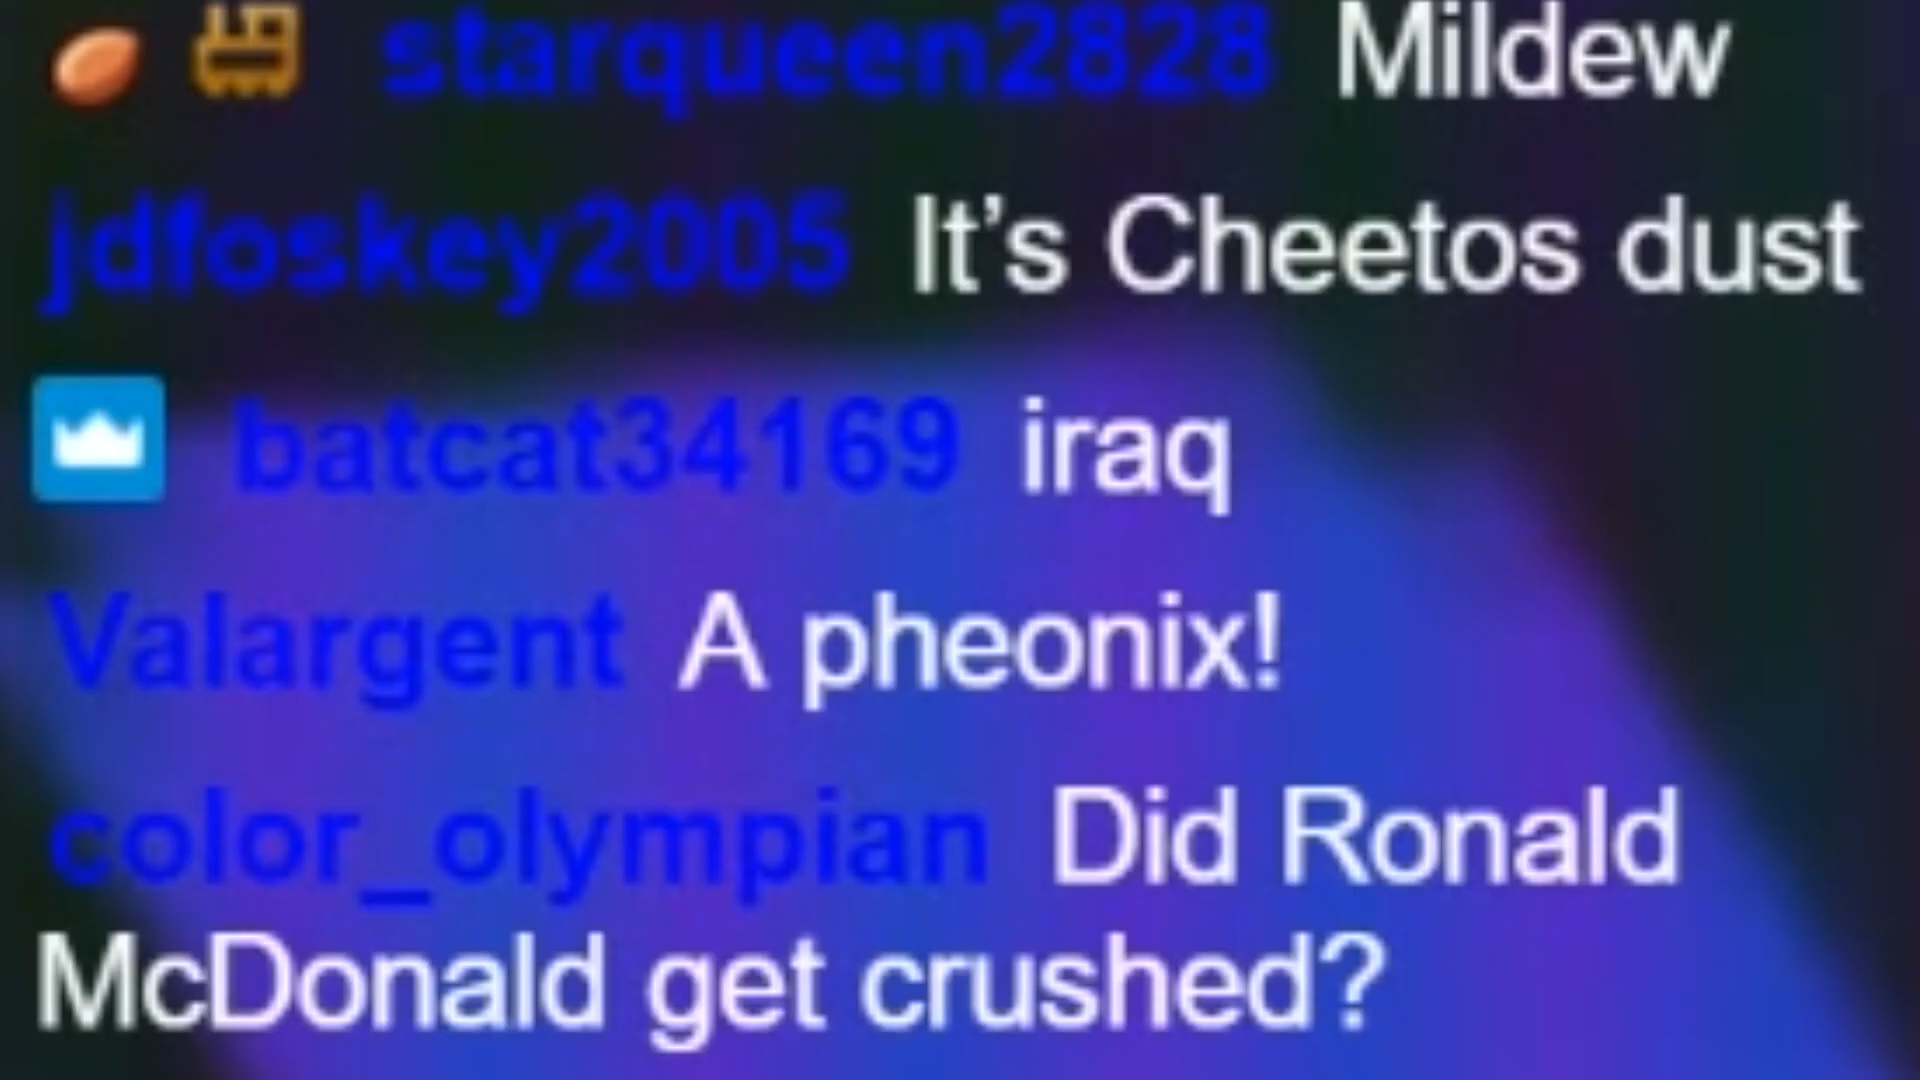 starqueen2828 Mildew
jdfoskey2005 It’s Cheetos dust
batcat34169 iraq
Valargent A pheonix!
color_olympian Did Ronald
McDonald get crushed?